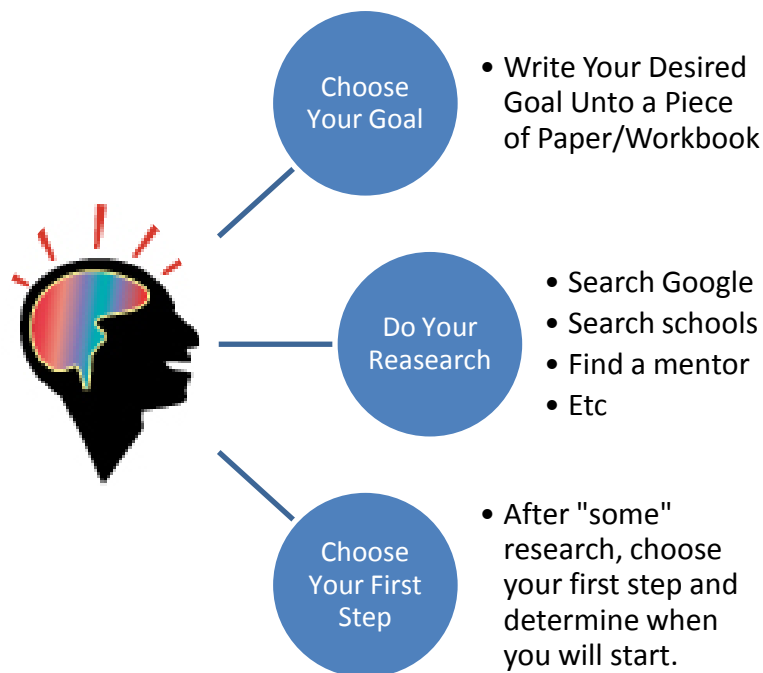 Choose
Your Goal
• Write Your Desired
Goal Unto a Piece
of Paper/Workbook
Do Your
Reasearch
• Search Google
• Search schools
• Find a mentor
• Etc
Choose
Your First
Step
• After "some"
research, choose
your first step and
determine when
you will start.